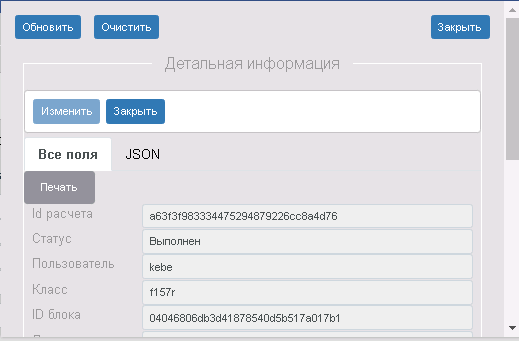 Обновить Очистить Закрыть
Детальная информация
Изменить Закрыть
Все поля JSON
Печать
Id расчета a63f3f983334475294879226cc8a4d76
Статус Выполнен
Пользователь kebe
Класс f157r
ID блока 04046806db3d41878540d5b517a017b1